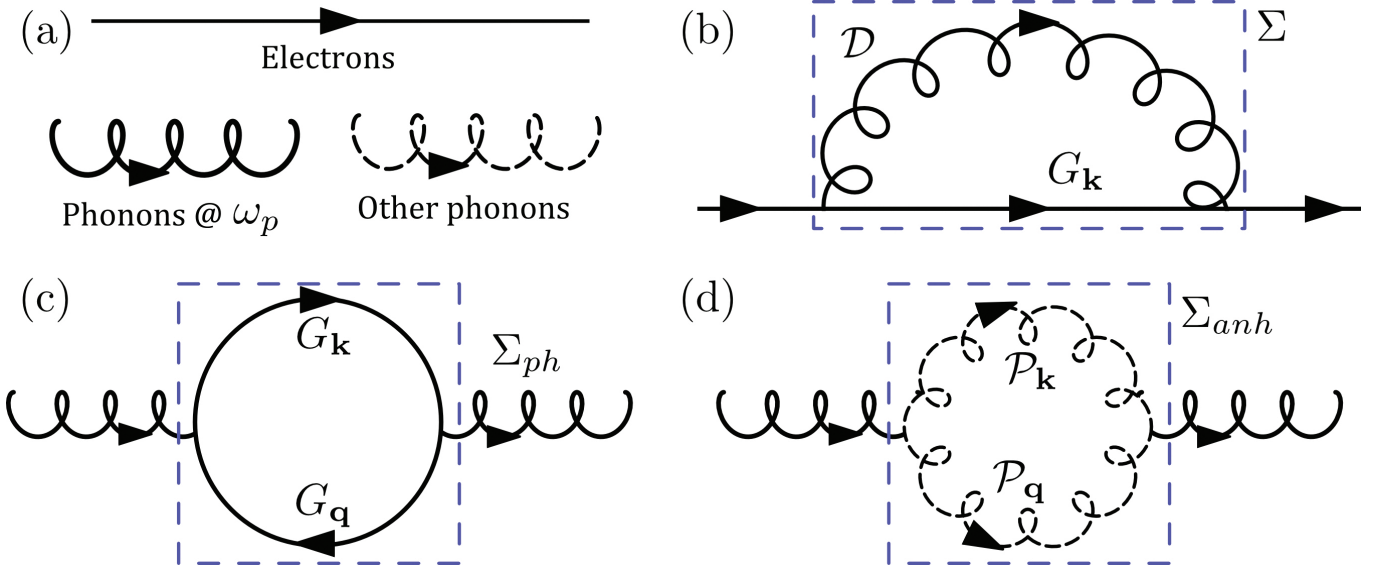 (a)
Electrons
Phonons @ ωₚ
Other phonons
(b)
𝒟
Σ
G𝐤
(c)
G𝐤
Σₚₕ
G𝐪
(d)
Σₐₙₕ
𝒫𝐤
𝒫𝐪